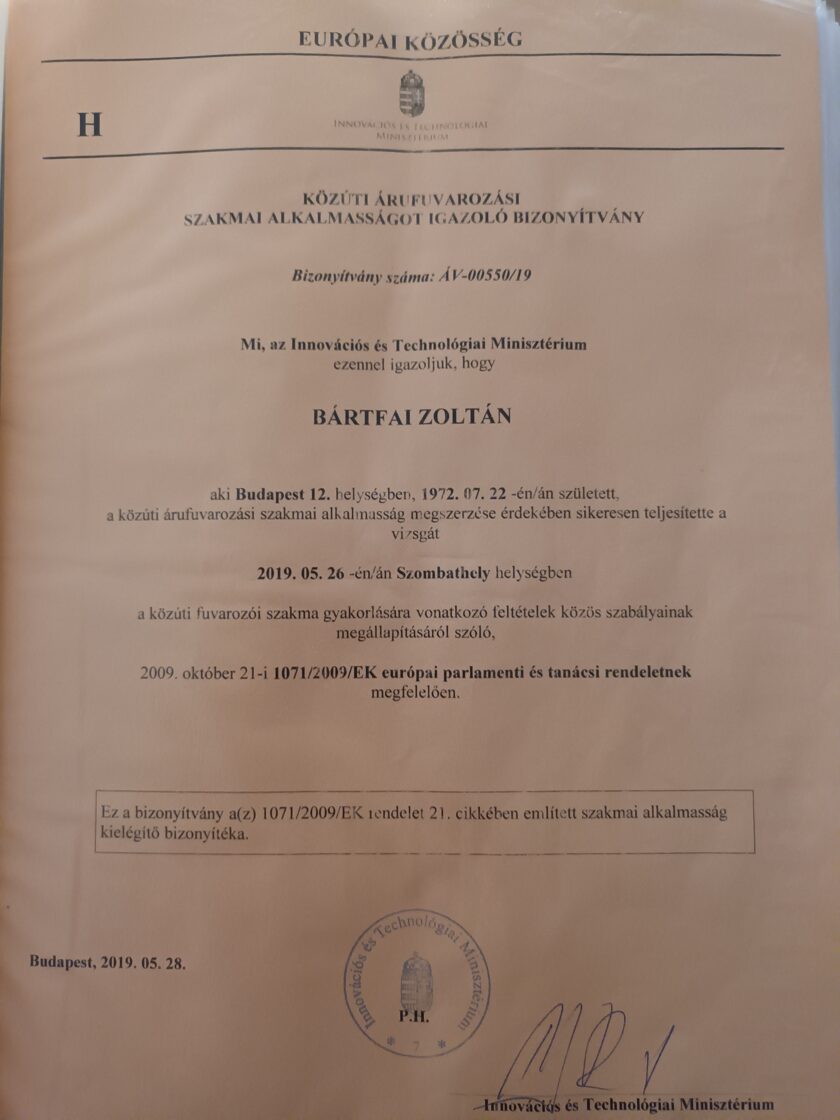 EURÓPAI KÖZÖSSÉG
H
INNOVÁCIÓS ÉS TECHNOLÓGIAI
MINISZTÉRIUM
KÖZÚTI ÁRUFUVAROZÁSI
SZAKMAI ALKALMASSÁGOT IGAZOLÓ BIZONYÍTVÁNY
Bizonyítvány száma: ÁV-00550/19
Mi, az Innovációs és Technológiai Minisztérium
ezennel igazoljuk, hogy
BÁRTFAI ZOLTÁN
aki Budapest 12. helységben, 1972. 07. 22 -én/án született,
a közúti árufuvarozási szakmai alkalmasság megszerzése érdekében sikeresen teljesítette a
vizsgát
2019. 05. 26 -én/án Szombathely helységben
a közúti fuvarozói szakma gyakorlására vonatkozó feltételek közös szabályainak
megállapításáról szóló,
2009. október 21-i 1071/2009/EK európai parlamenti és tanácsi rendeletnek
megfelelően.
Ez a bizonyítvány a(z) 1071/2009/EK rendelet 21. cikkében említett szakmai alkalmasság
kielégítő bizonyítéka.
Innovációs és Technológiai Minisztérium
Budapest, 2019. 05. 28.
P.H.
* 7 *
Innovációs és Technológiai Minisztérium